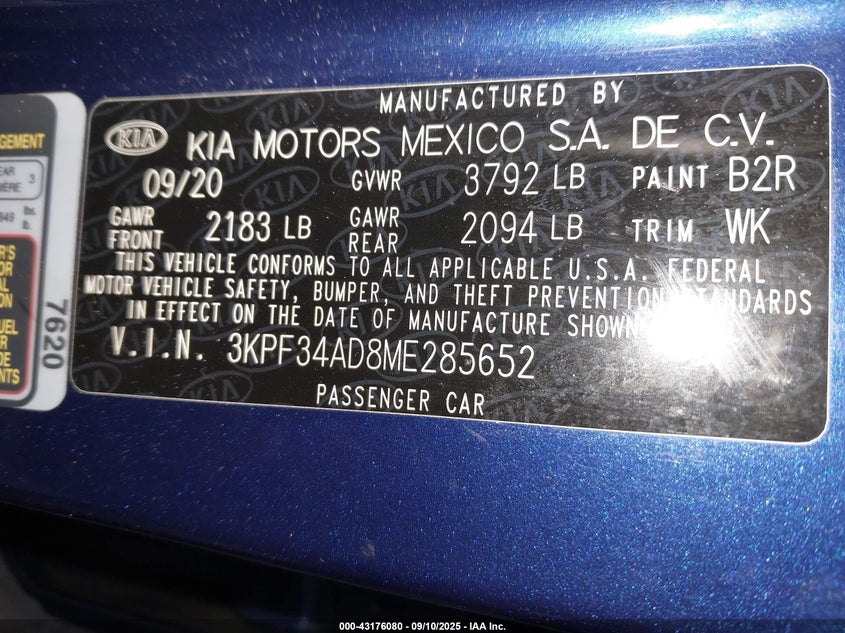 MANUFACTURED BY
KIA KIA MOTORS MEXICO S.A. DE C.V.
09/20 GVWR 3792 LB PAINT B2R
GAWR FRONT 2183 LB GAWR REAR 2094 LB TRIM WK
THIS VEHICLE CONFORMS TO ALL APPLICABLE U.S.A. FEDERAL
MOTOR VEHICLE SAFETY, BUMPER, AND THEFT PREVENTION STANDARDS
IN EFFECT ON THE DATE OF MANUFACTURE SHOWN
V.I.N. 3KPF34AD8ME285652
PASSENGER CAR
7620
3
lbs.
000-43176080 - 09/10/2025 - IAA Inc.